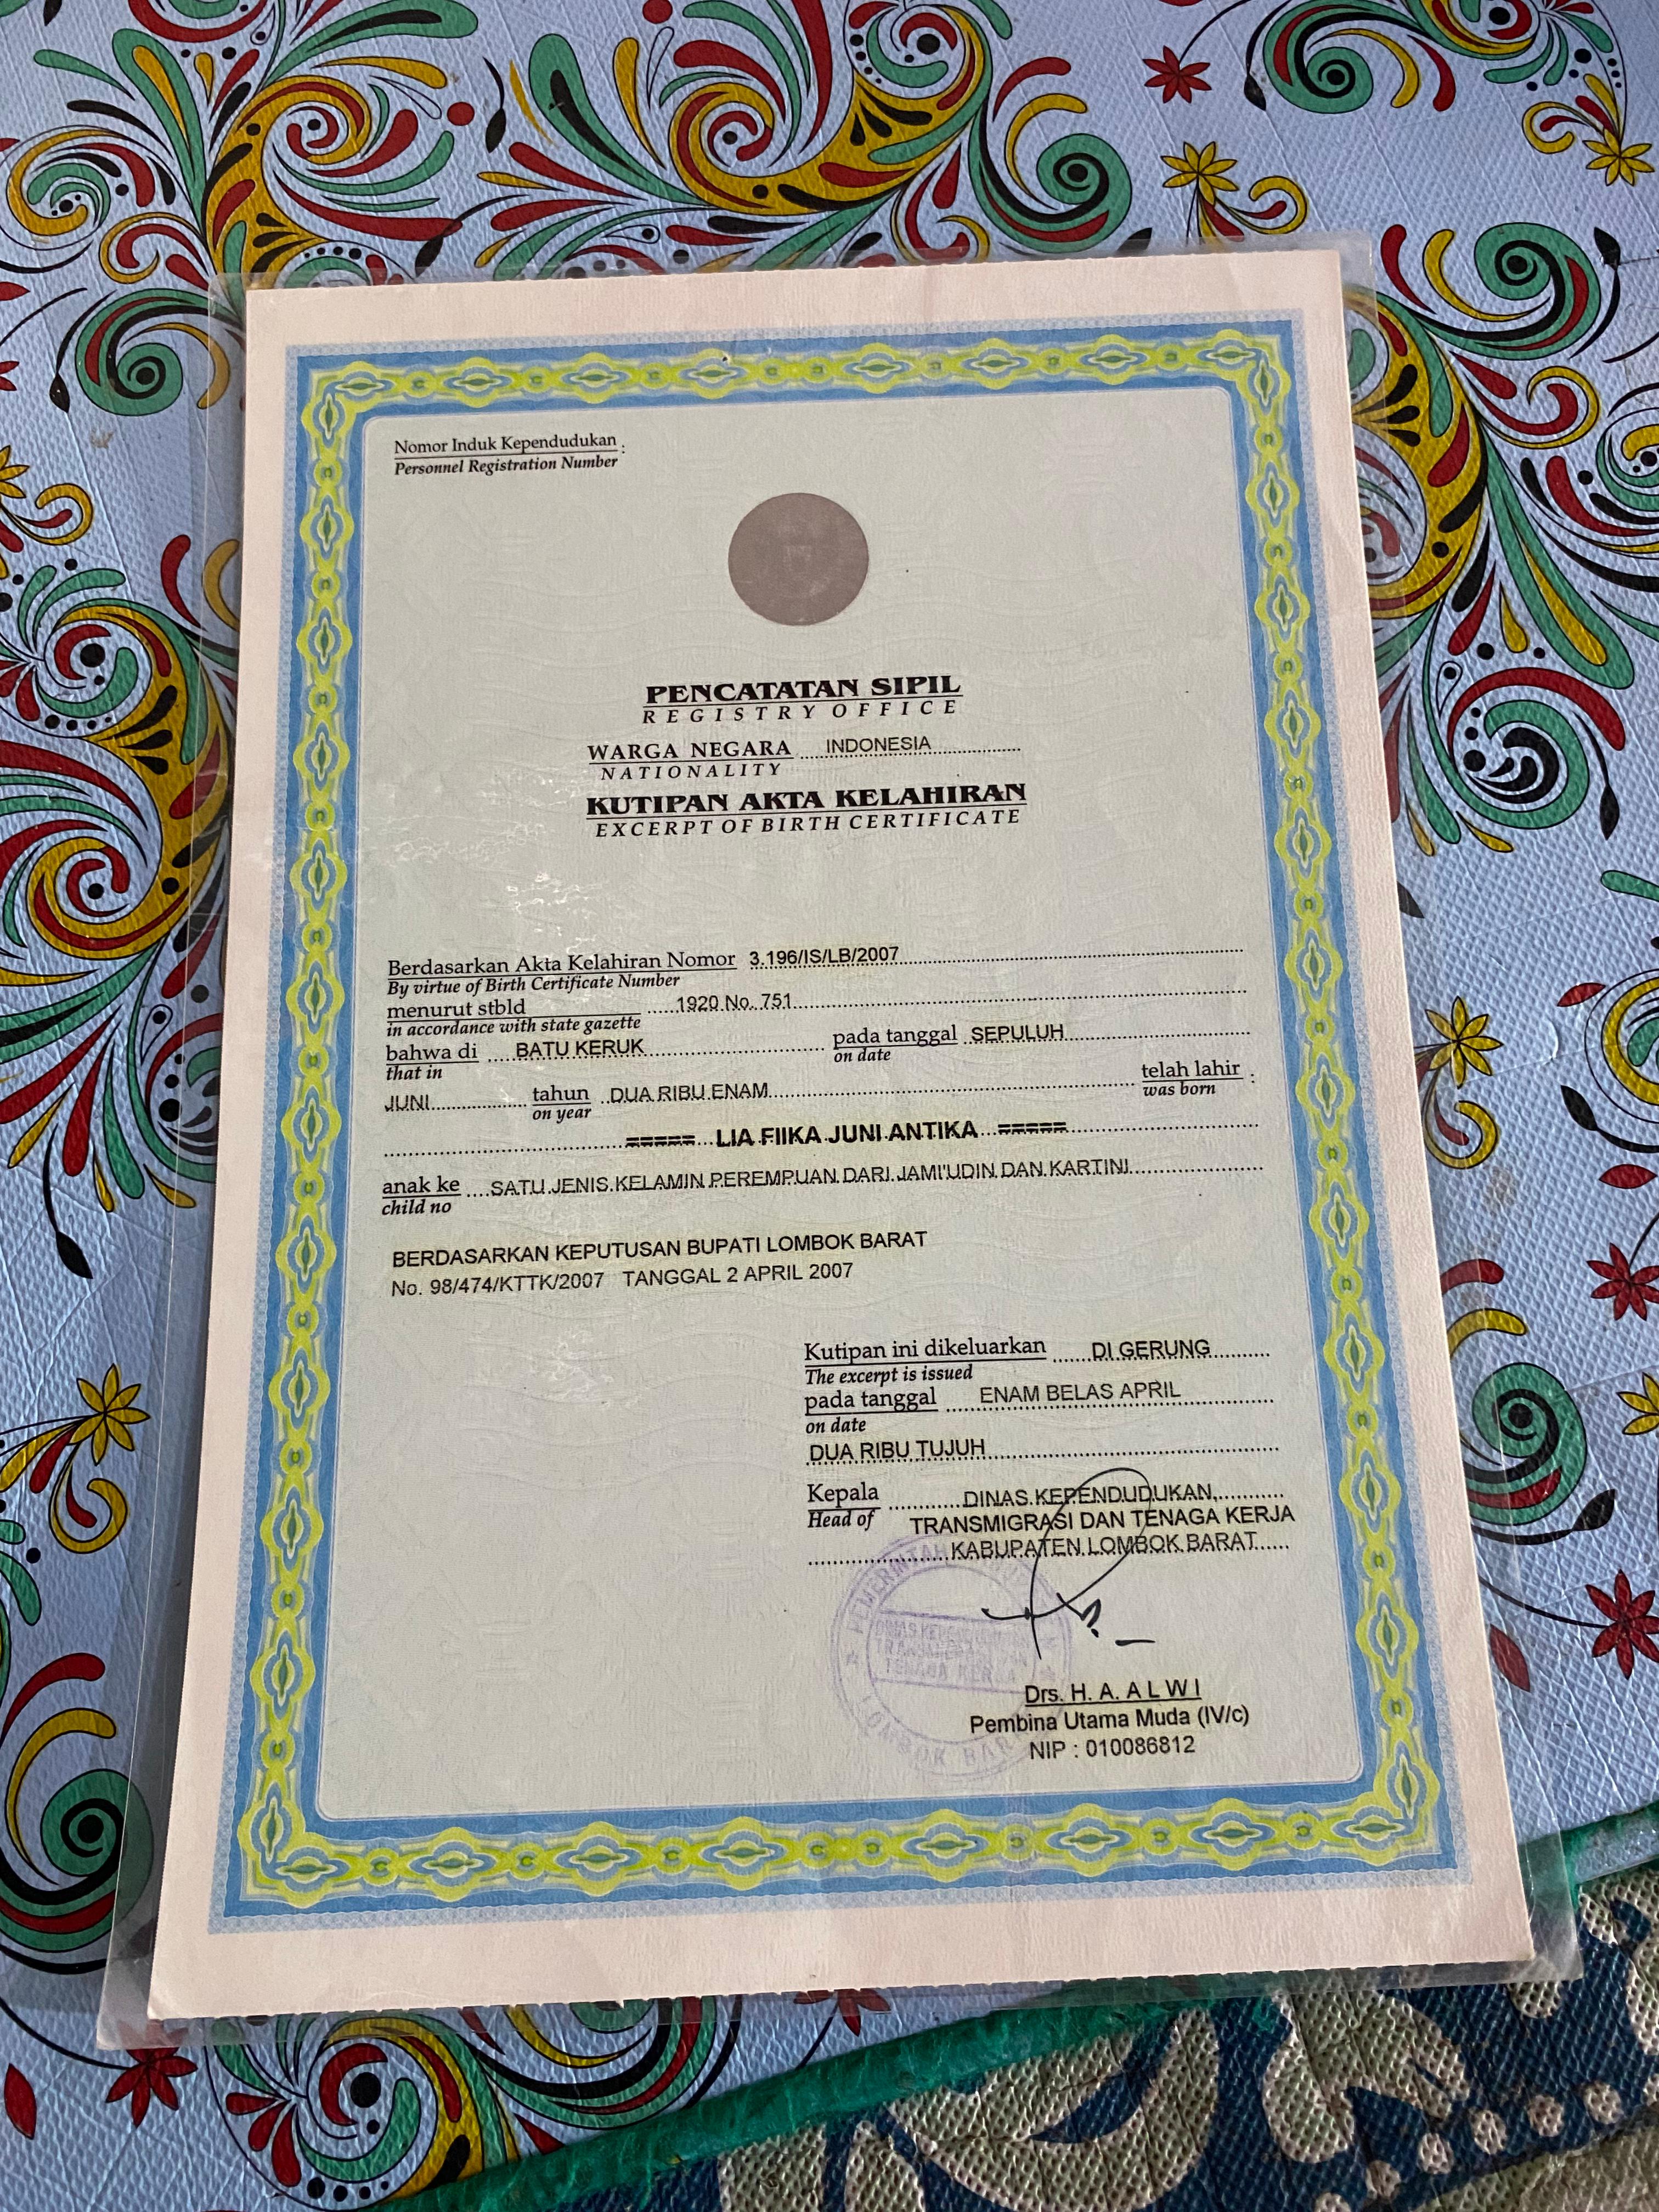 Nomor Induk Kependudukan :
Personnel Registration Number
PENCATATAN SIPIL
REGISTRY OFFICE
WARGA NEGARA INDONESIA
NATIONALITY
KUTIPAN AKTA KELAHIRAN
EXCERPT OF BIRTH CERTIFICATE
Berdasarkan Akta Kelahiran Nomor 3.196/IS/LB/2007
By virtue of Birth Certificate Number
menurut stbld 1920 No. 751
in accordance with state gazette
bahwa di BATU KERUK pada tanggal SEPULUH
that in on date
JUNI tahun DUA RIBU ENAM telah lahir :
on year was born
===== LIA FIIKA JUNI ANTIKA =====
anak ke SATU JENIS KELAMIN PEREMPUAN DARI JAMI'UDIN DAN KARTINI
child no
BERDASARKAN KEPUTUSAN BUPATI LOMBOK BARAT
No. 98/474/KTTK/2007 TANGGAL 2 APRIL 2007
Kutipan ini dikeluarkan DI GERUNG
The excerpt is issued
pada tanggal ENAM BELAS APRIL
on date
DUA RIBU TUJUH
Kepala DINAS KEPENDUDUKAN,
Head of TRANSMIGRASI DAN TENAGA KERJA
KABUPATEN LOMBOK BARAT
TENAGA KERJA
LOMBOK BARAT
Drs. H. A. A L W I
Pembina Utama Muda (IV/c)
NIP : 010086812